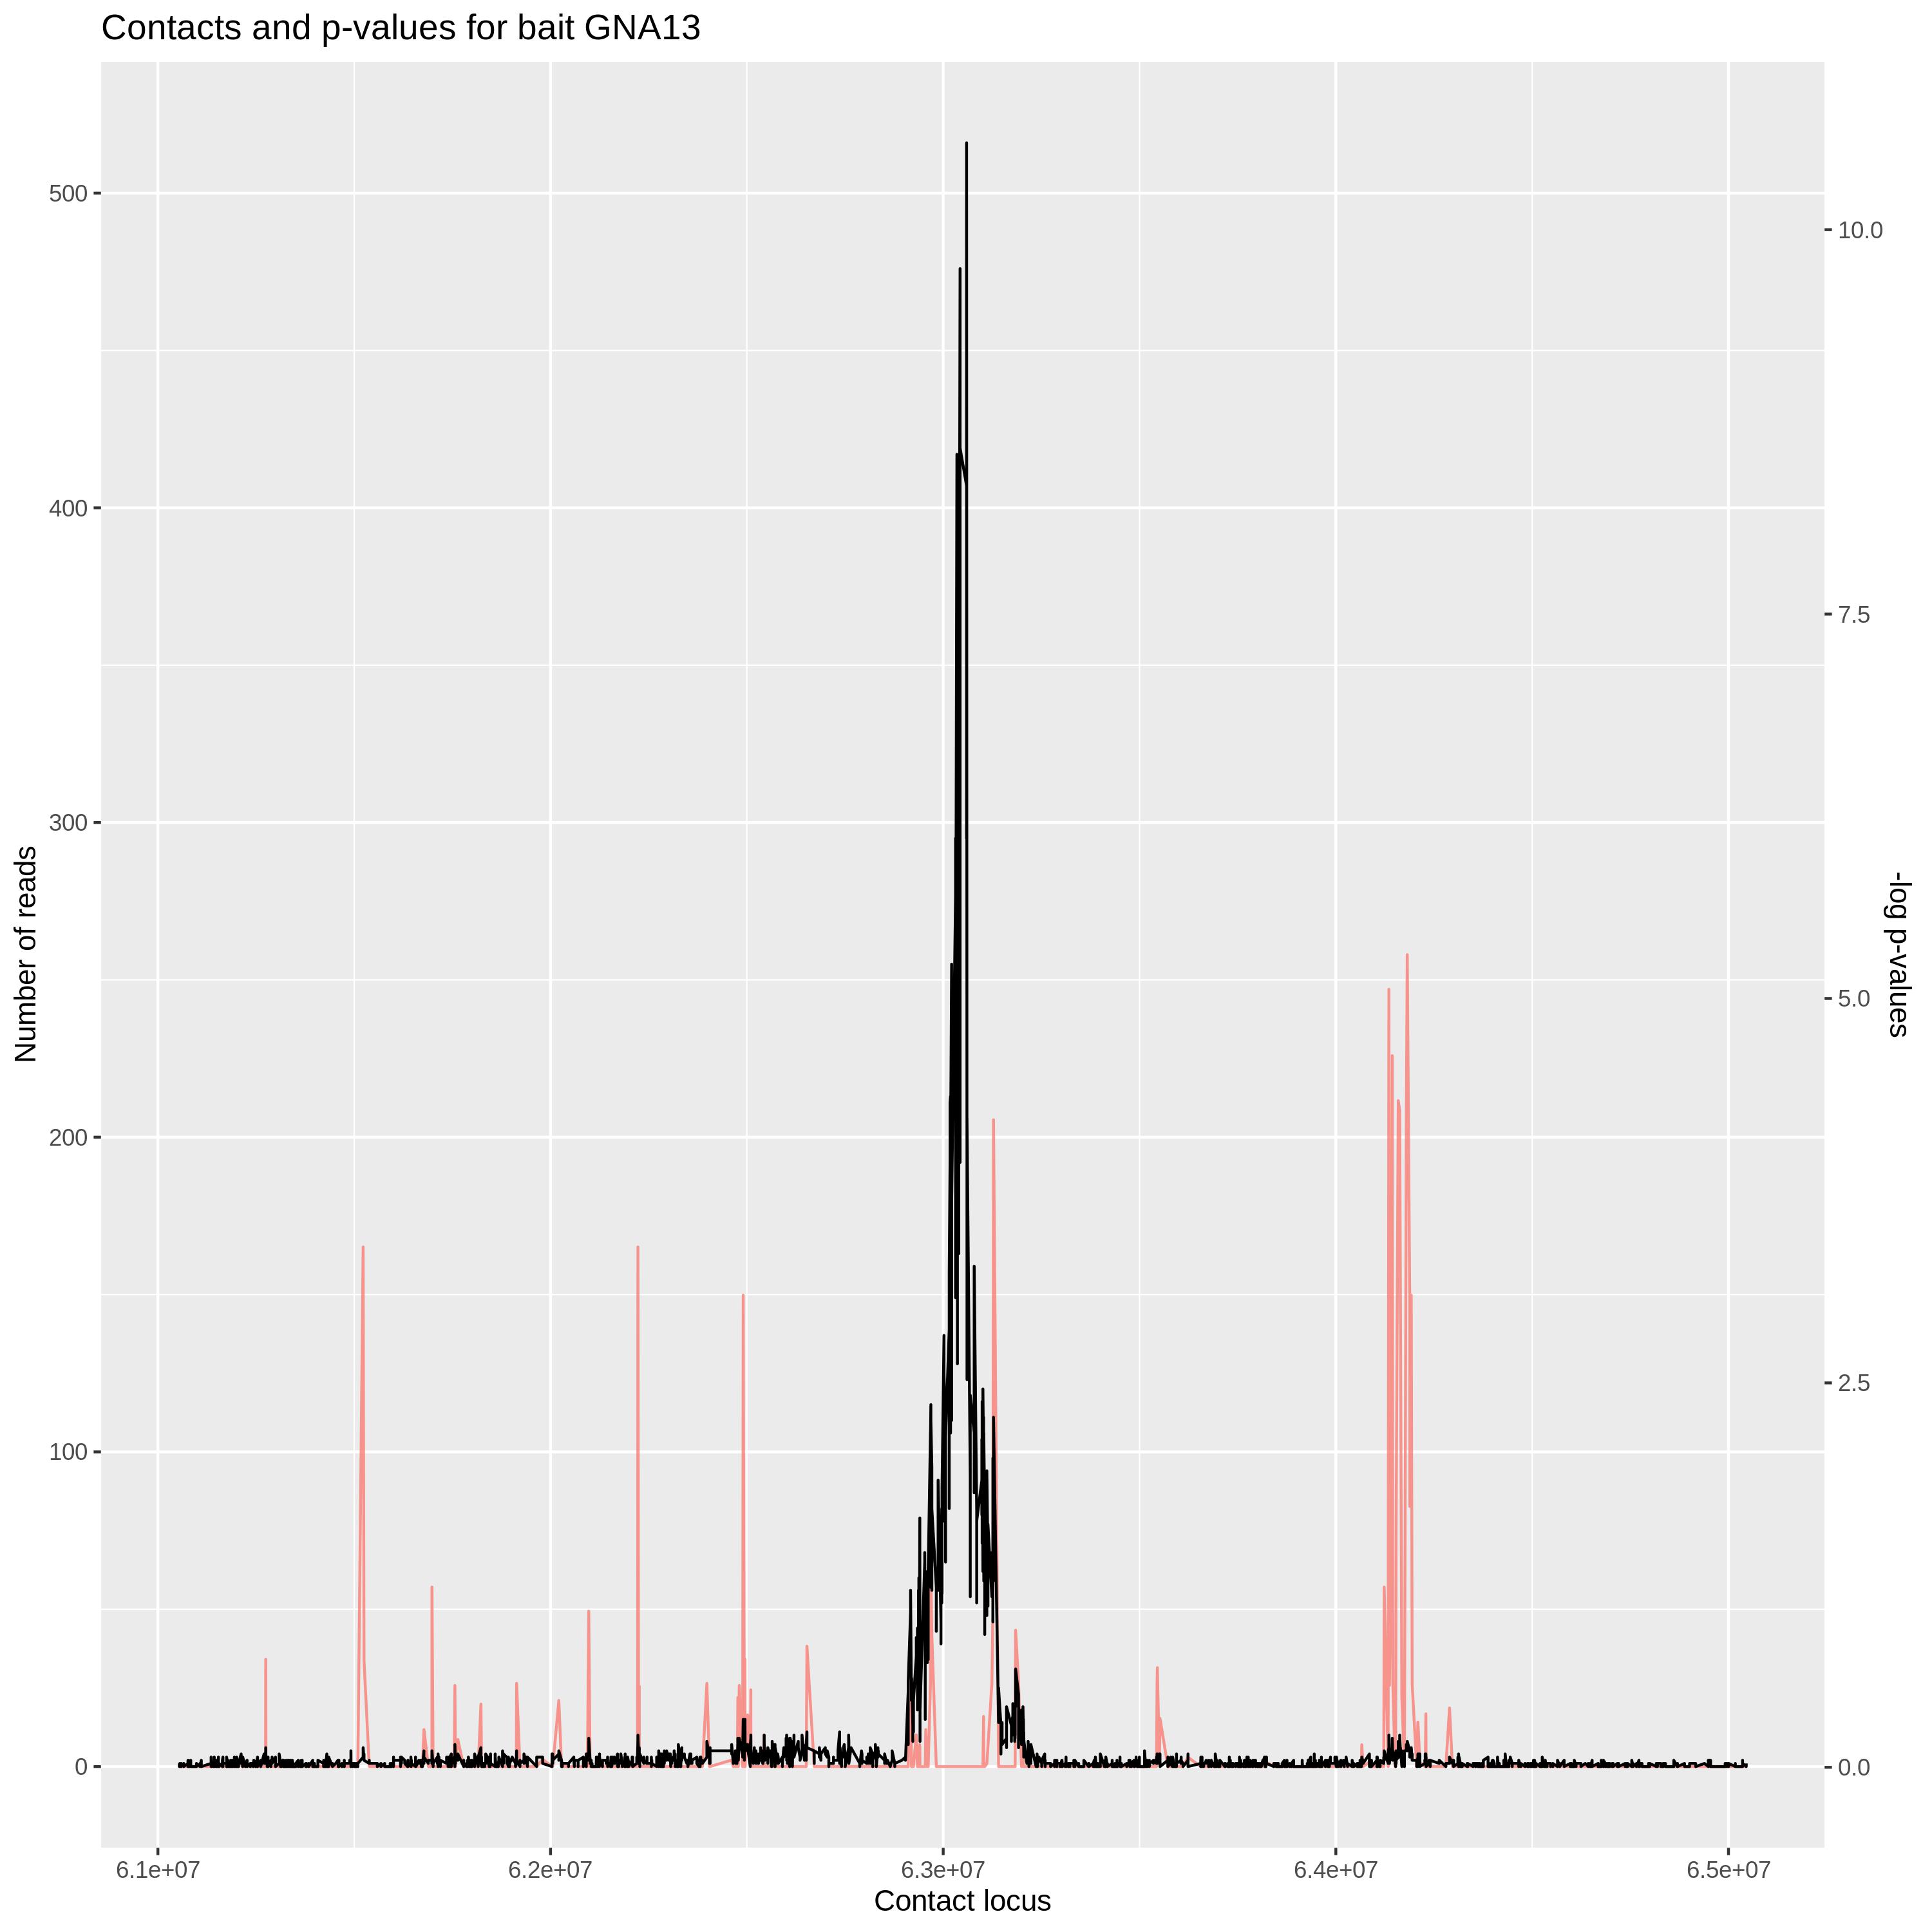 Contacts and p-values for bait GNA13
500
400
300
200
100
0
Number of reads
10.0
7.5
5.0
2.5
0.0
-log p-values
6.1e+07
6.2e+07
6.3e+07
6.4e+07
6.5e+07
Contact locus